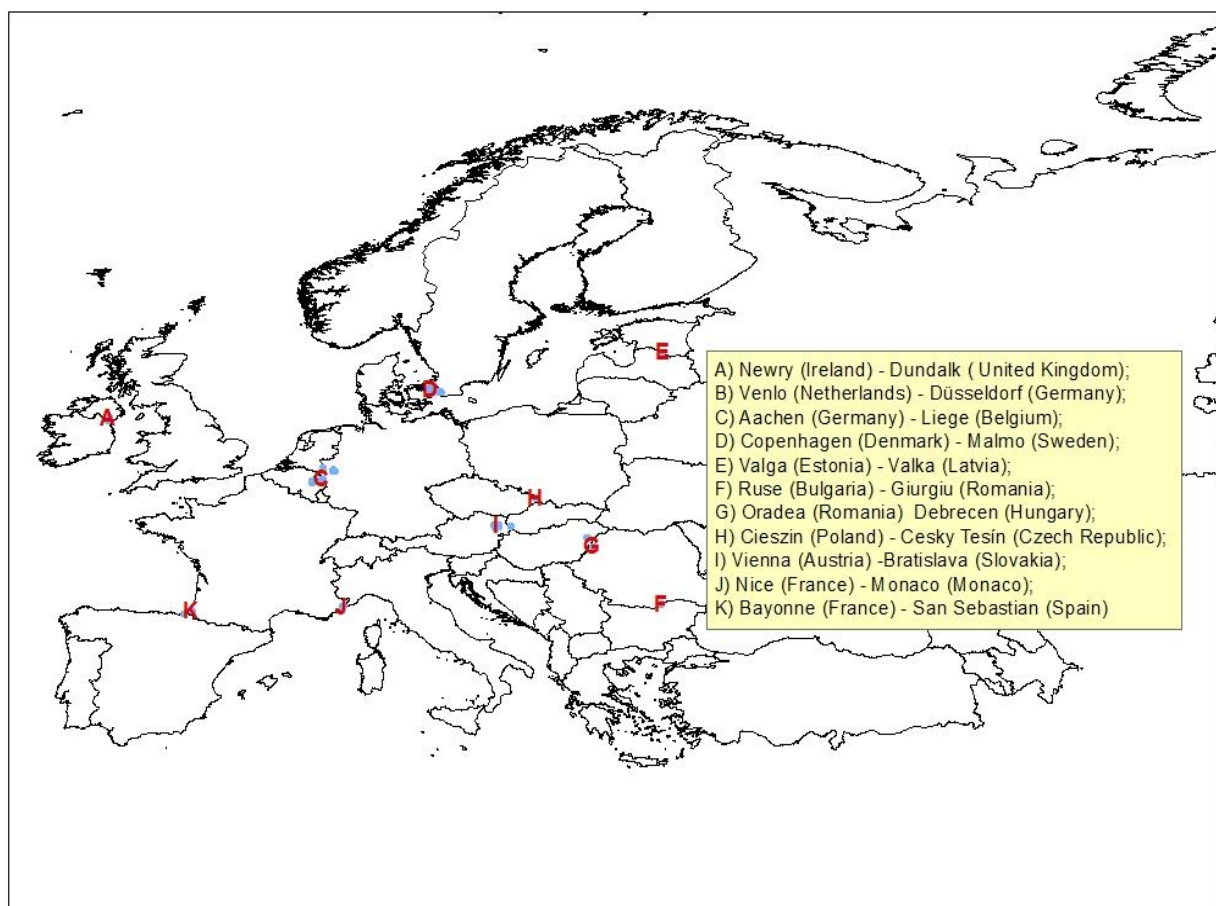 E
D
A
C
H
I
G
F
J
K
A) Newry (Ireland) - Dundalk ( United Kingdom);
B) Venlo (Netherlands) - Düsseldorf (Germany);
C) Aachen (Germany) - Liege (Belgium);
D) Copenhagen (Denmark) - Malmo (Sweden);
E) Valga (Estonia) - Valka (Latvia);
F) Ruse (Bulgaria) - Giurgiu (Romania);
G) Oradea (Romania) Debrecen (Hungary);
H) Cieszin (Poland) - Cesky Tesín (Czech Republic);
I) Vienna (Austria) -Bratislava (Slovakia);
J) Nice (France) - Monaco (Monaco);
K) Bayonne (France) - San Sebastian (Spain)